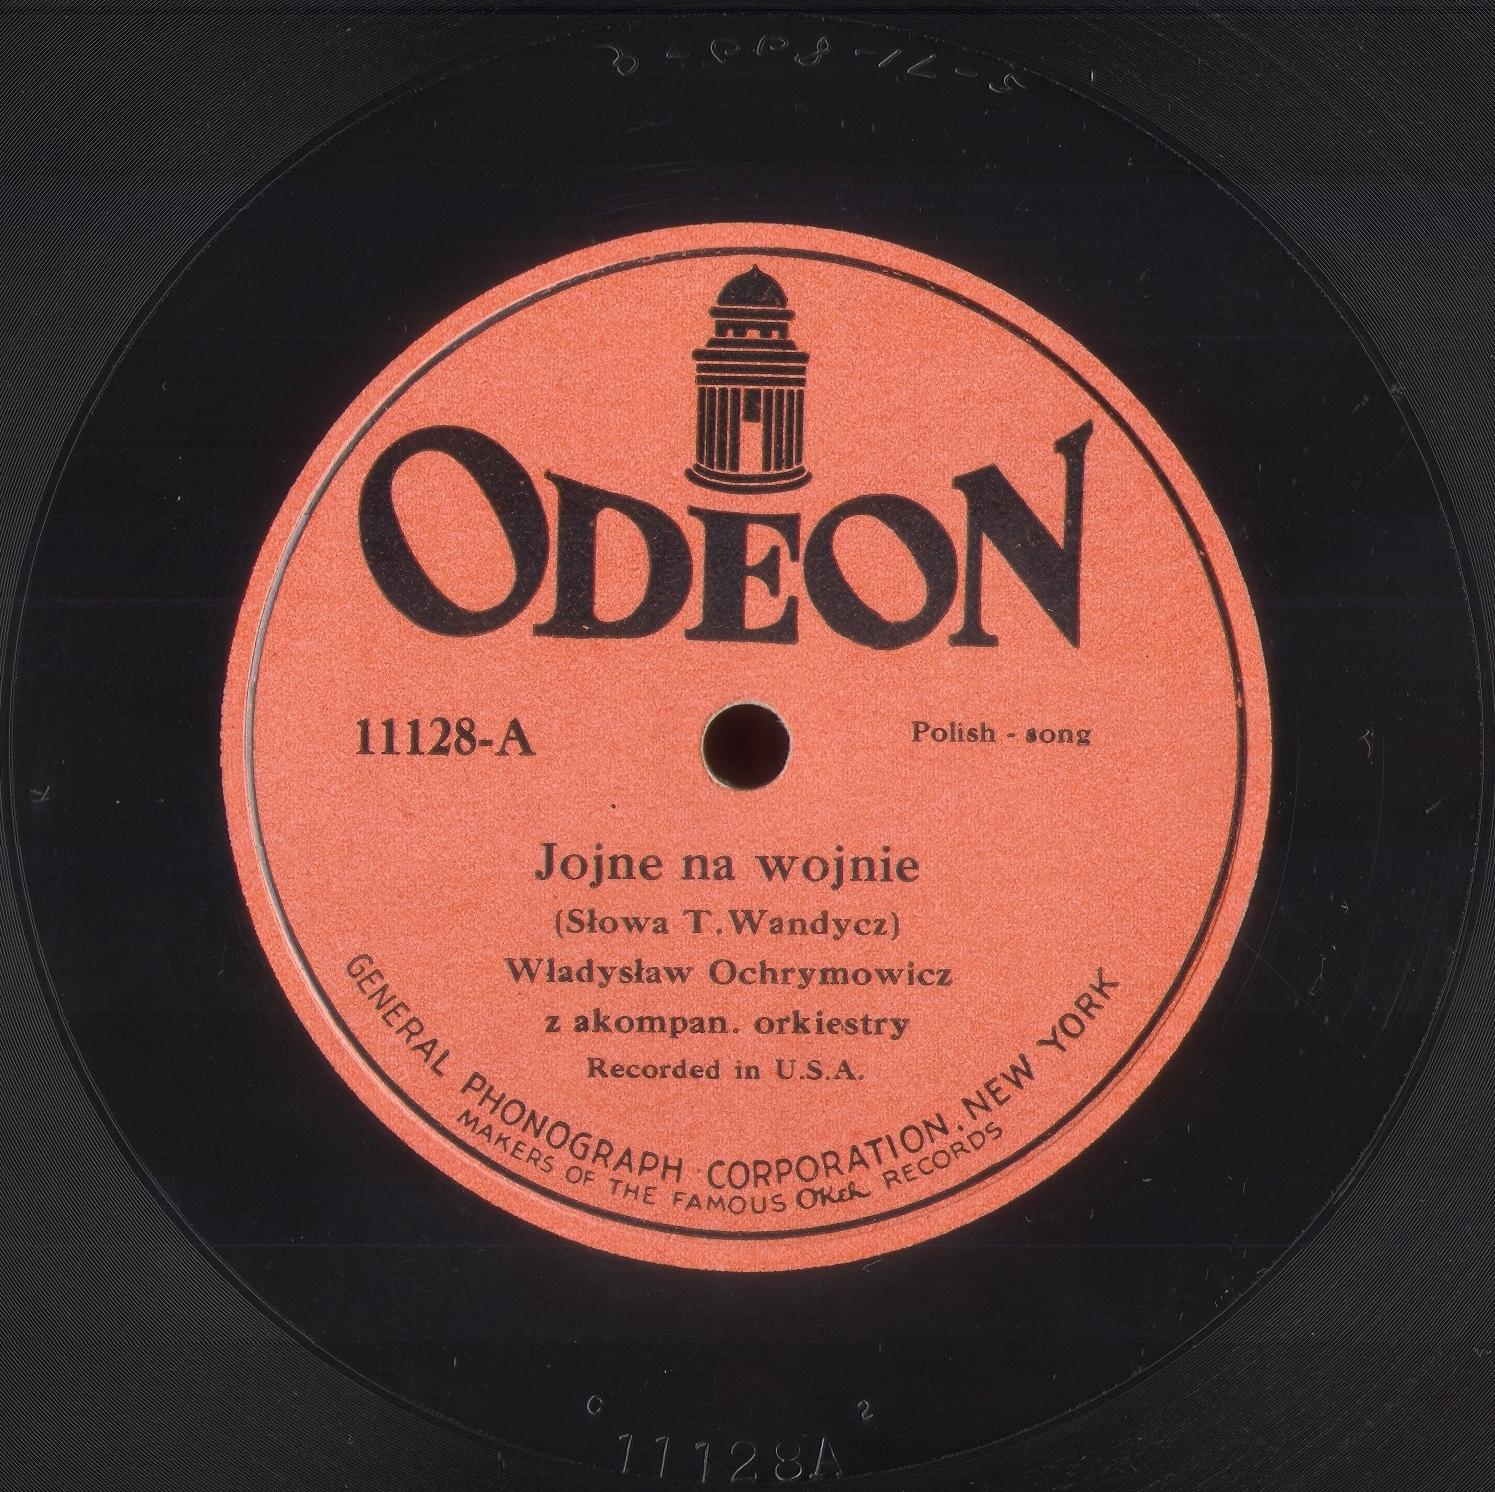 ODEON
11128-A
Polish - song
Jojne na wojnie
(Słowa T. Wandycz)
Władysław Ochrymowicz
z akompan. orkiestry
Recorded in U.S.A.
GENERAL PHONOGRAPH CORPORATION, NEW YORK
MAKERS OF THE FAMOUS OKeh RECORDS
C 2
11128A